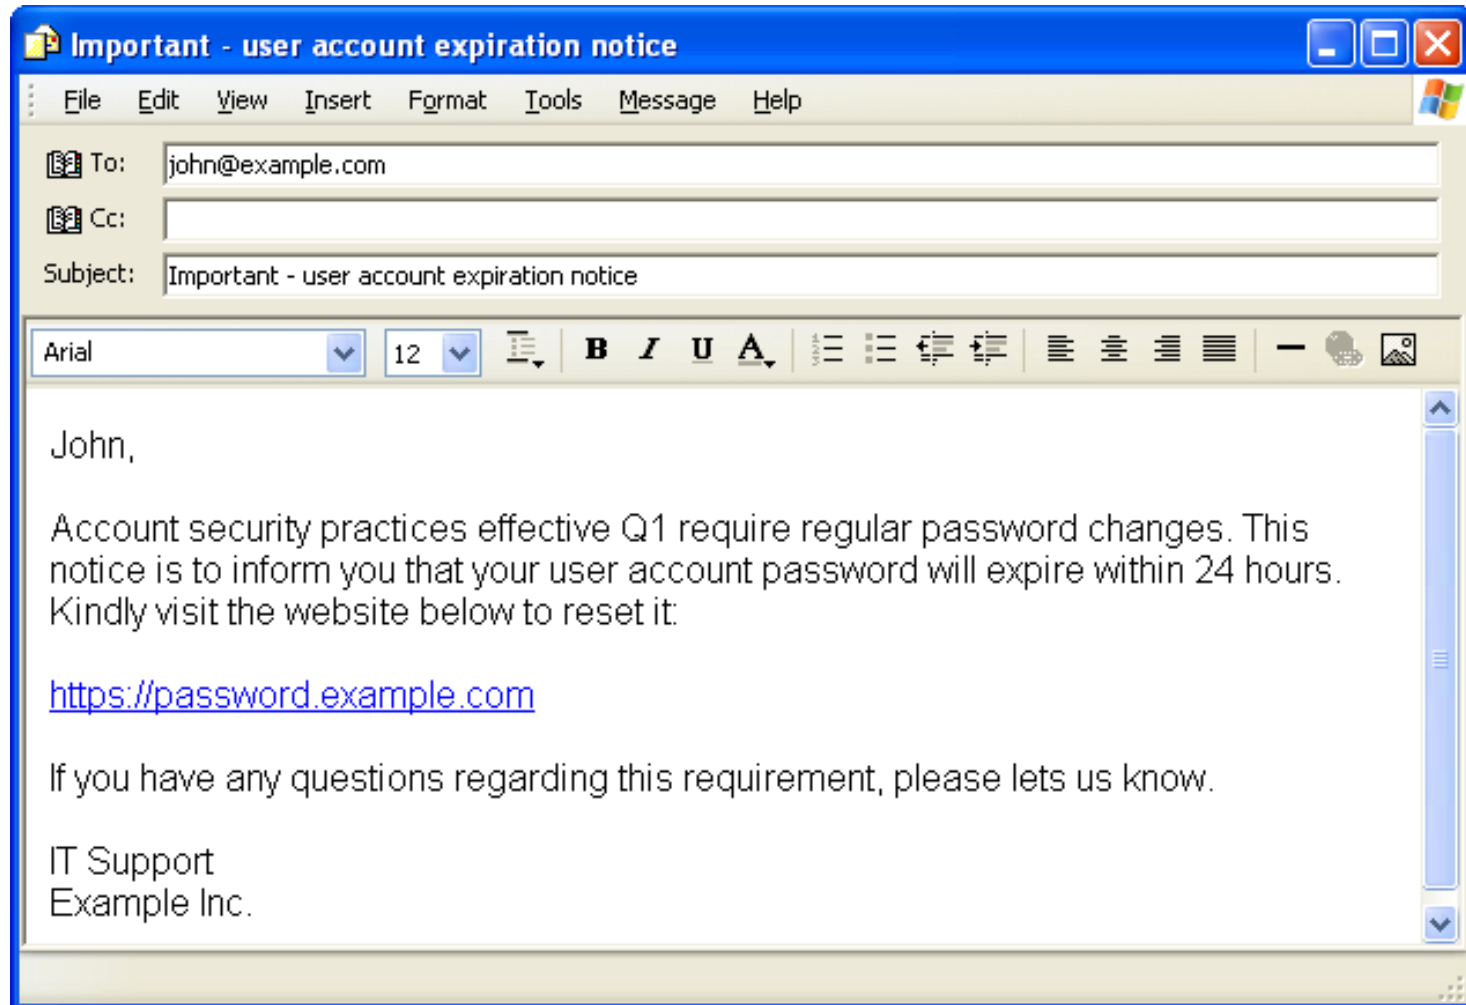 Important - user account expiration notice
File Edit View Insert Format Tools Message Help
To: john@example.com
Cc:
Subject: Important - user account expiration notice
Arial 12 B I U A
John,
Account security practices effective Q1 require regular password changes. This
notice is to inform you that your user account password will expire within 24 hours.
Kindly visit the website below to reset it:
https://password.example.com
If you have any questions regarding this requirement, please lets us know.
IT Support
Example Inc.